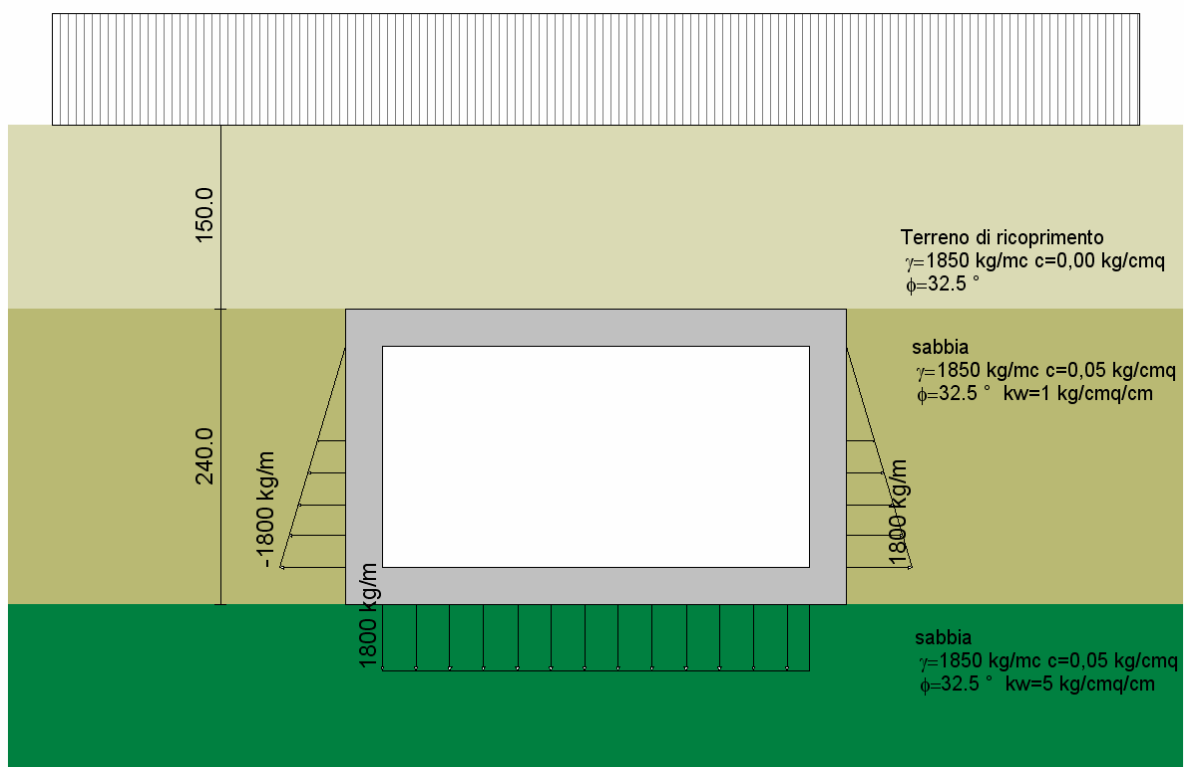 150.0
Terreno di ricoprimento
γ=1850 kg/mc c=0,00 kg/cmq
ϕ=32.5 °
sabbia
γ=1850 kg/mc c=0,05 kg/cmq
ϕ=32.5 ° kw=1 kg/cmq/cm
240.0
-1800 kg/m
1800 kg/m
1800 kg/m
sabbia
γ=1850 kg/mc c=0,05 kg/cmq
ϕ=32.5 ° kw=5 kg/cmq/cm